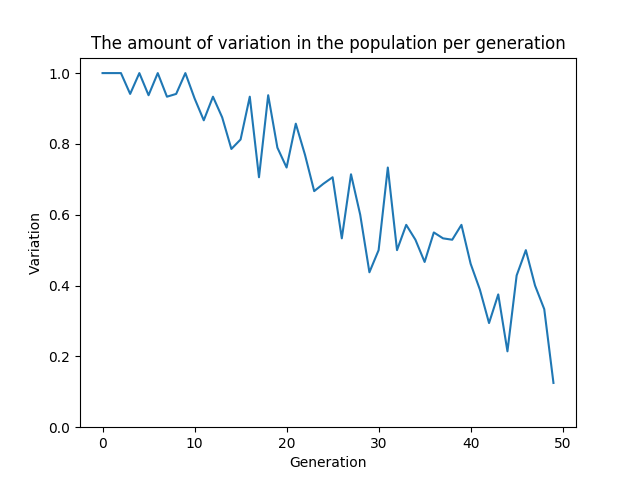 The amount of variation in the population per generation
1.0
0.8
0.6
0.4
0.2
0.0
Variation
0 10 20 30 40 50
Generation